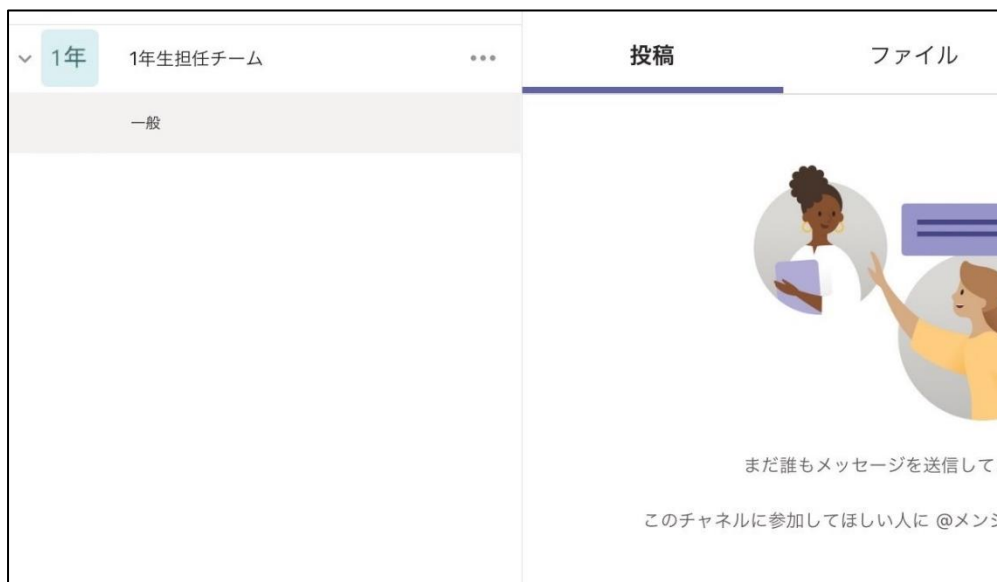 1年 1年生担任チーム •••
一般
投稿 ファイル
まだ誰もメッセージを送信して
このチャネルに参加してほしい人に @メン